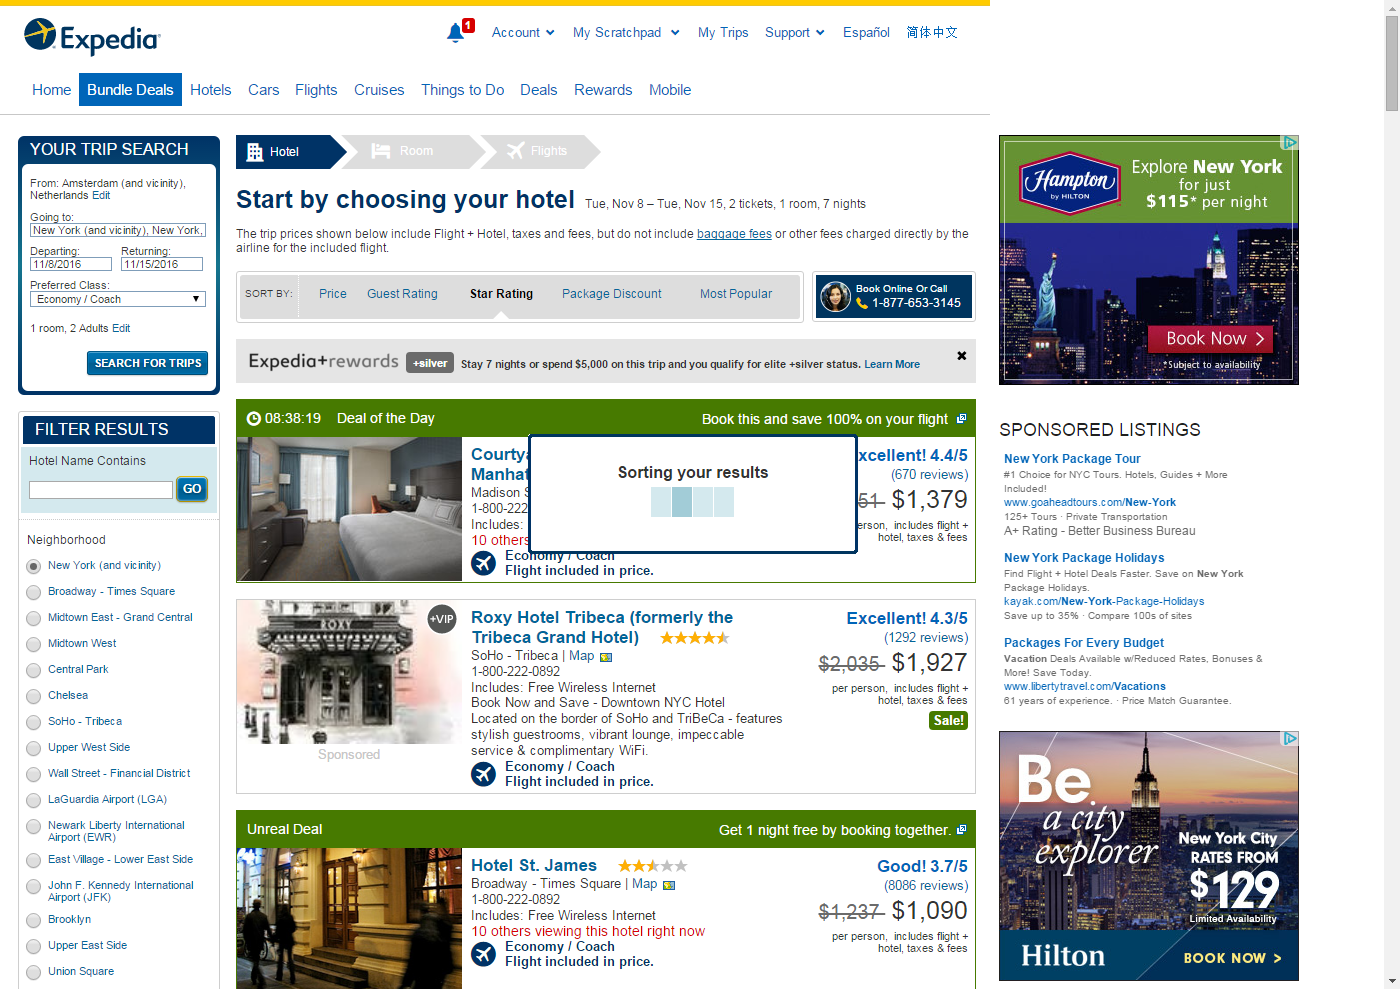 Expedia
1
Account
My Scratchpad
My Trips
Support
Español
简体中文
Home
Bundle Deals
Hotels
Cars
Flights
Cruises
Things to Do
Deals
Rewards
Mobile
YOUR TRIP SEARCH
From: Amsterdam (and vicinity),
Netherlands Edit
Going to:
New York (and vicinity), New York,
Departing:
Returning:
11/8/2016
11/15/2016
Preferred Class:
Economy / Coach
1 room, 2 Adults Edit
SEARCH FOR TRIPS
FILTER RESULTS
Hotel Name Contains
GO
Neighborhood
New York (and vicinity)
Broadway - Times Square
Midtown East - Grand Central
Midtown West
Central Park
Chelsea
SoHo - Tribeca
Upper West Side
Wall Street - Financial District
LaGuardia Airport (LGA)
Newark Liberty International
Airport (EWR)
East Village - Lower East Side
John F. Kennedy International
Airport (JFK)
Brooklyn
Upper East Side
Union Square
Hotel
Room
Flights
Start by choosing your hotel
Tue, Nov 8 – Tue, Nov 15, 2 tickets, 1 room, 7 nights
The trip prices shown below include Flight + Hotel, taxes and fees, but do not include baggage fees or other fees charged directly by the
airline for the included flight.
SORT BY:
Price
Guest Rating
Star Rating
Package Discount
Most Popular
Book Online Or Call
1-877-653-3145
Expedia+rewards
+silver
Stay 7 nights or spend $5,000 on this trip and you qualify for elite +silver status. Learn More
08:38:19
Deal of the Day
Book this and save 100% on your flight
Courtya
Manhat
Madison S
1-800-222
Includes:
10 others
Economy / Coach
Flight included in price.
Sorting your results
xcellent! 4.4/5
(670 reviews)
51 $1,379
erson, includes flight +
hotel, taxes & fees
ROXY
+VIP
Sponsored
Roxy Hotel Tribeca (formerly the
Tribeca Grand Hotel)
SoHo - Tribeca | Map
1-800-222-0892
Includes: Free Wireless Internet
Book Now and Save - Downtown NYC Hotel
Located on the border of SoHo and TriBeCa - features
stylish guestrooms, vibrant lounge, impeccable
service & complimentary WiFi.
Economy / Coach
Flight included in price.
Excellent! 4.3/5
(1292 reviews)
$2,035 $1,927
per person, includes flight +
hotel, taxes & fees
Sale!
Unreal Deal
Get 1 night free by booking together.
Hotel St. James
Broadway - Times Square | Map
1-800-222-0892
Includes: Free Wireless Internet
10 others viewing this hotel right now
Economy / Coach
Flight included in price.
Good! 3.7/5
(8086 reviews)
$1,237 $1,090
per person, includes flight +
hotel, taxes & fees
Hampton
by HILTON
Explore New York
for just
$115* per night
Book Now
*Subject to availability
SPONSORED LISTINGS
New York Package Tour
#1 Choice for NYC Tours. Hotels, Guides + More
Included!
www.goaheadtours.com/New-York
125+ Tours · Private Transportation
A+ Rating - Better Business Bureau
New York Package Holidays
Find Flight + Hotel Deals Faster. Save on New York
Package Holidays.
kayak.com/New-York-Package-Holidays
Save up to 35% · Compare 100s of sites
Packages For Every Budget
Vacation Deals Available w/Reduced Rates, Bonuses &
More! Save Today.
www.libertytravel.com/Vacations
61 years of experience. · Price Match Guarantee.
Be
a city
explorer
New York City
RATES FROM
$129
Limited Availability
Hilton
BOOK NOW >